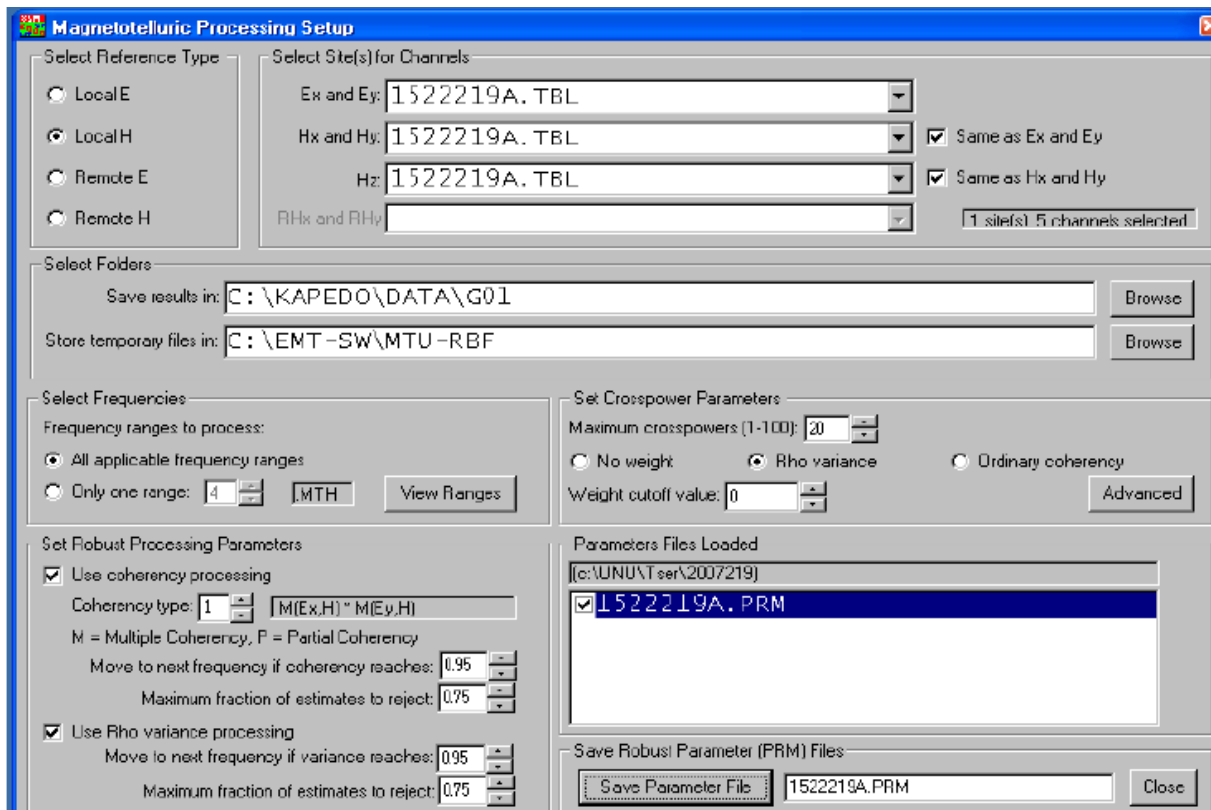 Magnetotelluric Processing Setup
Select Reference Type
Local E
Local H
Remote E
Remote H
Select Site(s) for Channels
Ex and Ey: 1522219A.TBL
Hx and Hy: 1522219A.TBL
Same as Ex and Ey
Hz: 1522219A.TBL
Same as Hx and Hy
RHx and RHy
1 site(s) 5 channels selected
Select Folders
Save results in: C:\KAPEDO\DATA\G01
Browse
Store temporary files in: C:\EMT-SW\MTU-RBF
Browse
Select Frequencies
Frequency ranges to process:
All applicable frequency ranges
Only one range: 4 .MTH View Ranges
Set Crosspower Parameters
Maximum crosspowers (1-100): 20
No weight Rho variance Ordinary coherency
Weight cutoff value: 0 Advanced
Set Robust Processing Parameters
Use coherency processing
Coherency type: 1 M(Ex,H) * M(Ey,H)
M = Multiple Coherency, P = Partial Coherency
Move to next frequency if coherency reaches: 0.95
Maximum fraction of estimates to reject: 0.75
Use Rho variance processing
Move to next frequency if variance reaches: 0.95
Maximum fraction of estimates to reject: 0.75
Parameters Files Loaded
(c:\UNU\Tser\2007219)
1522219A.PRM
Save Robust Parameter (PRM) Files
Save Parameter File 1522219A.PRM Close